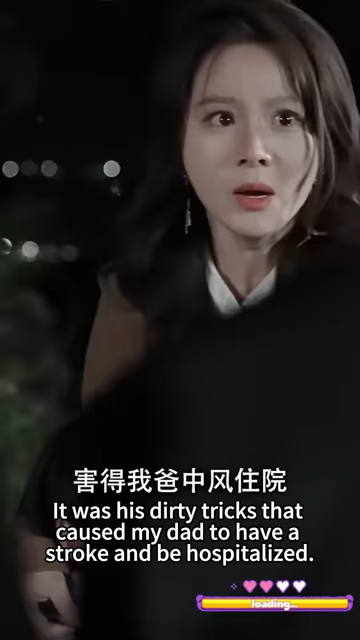 害得我爸中风住院
It was his dirty tricks that
caused my dad to have a
stroke and be hospitalized.
loading...